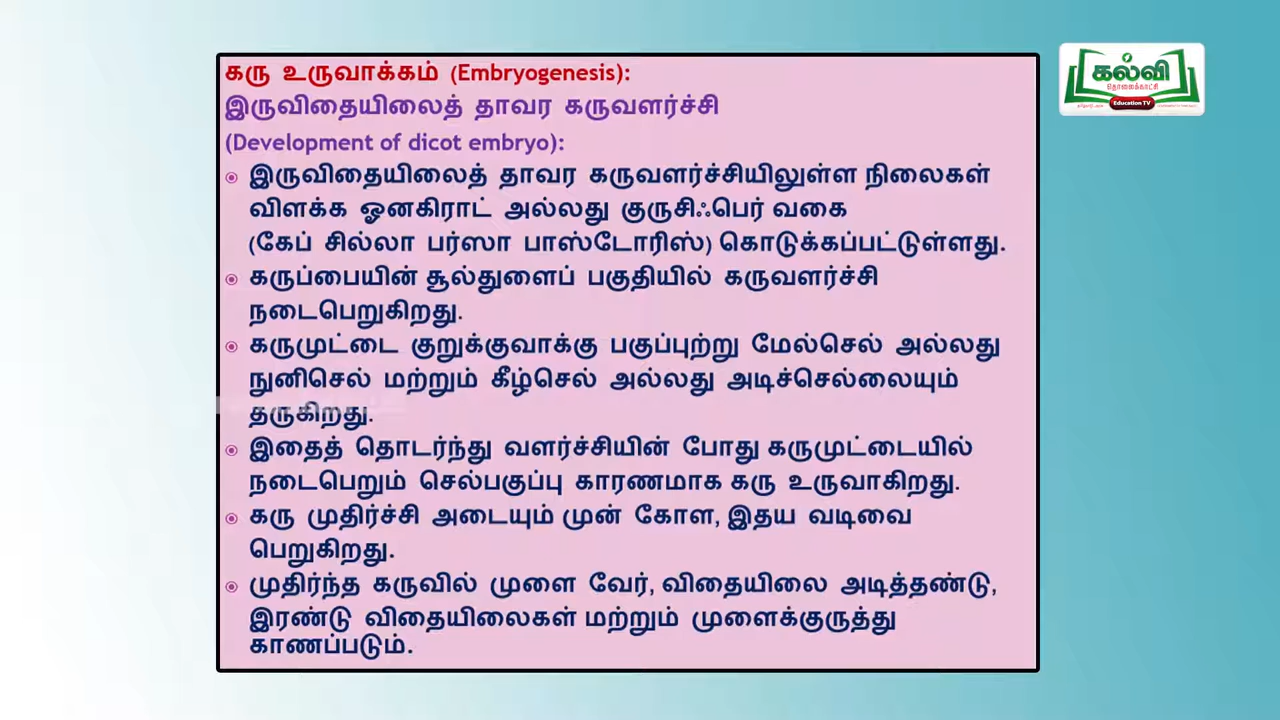 கரு உருவாக்கம் (Embryogenesis):
இருவிதையிலைத் தாவர கருவளர்ச்சி
(Development of dicot embryo):
இருவிதையிலைத் தாவர கருவளர்ச்சியிலுள்ள நிலைகள்
விளக்க ஓனகிராட் அல்லது குருசிஃபெர் வகை
(கேப் சில்லா பர்ஸா பாஸ்டோரிஸ்) கொடுக்கப்பட்டுள்ளது.
கருப்பையின் சூல்துளைப் பகுதியில் கருவளர்ச்சி
நடைபெறுகிறது.
கருமுட்டை குறுக்குவாக்கு பகுப்புற்று மேல்செல் அல்லது
நுனிசெல் மற்றும் கீழ்செல் அல்லது அடிச்செல்லையும்
தருகிறது.
இதைத் தொடர்ந்து வளர்ச்சியின் போது கருமுட்டையில்
நடைபெறும் செல்பகுப்பு காரணமாக கரு உருவாகிறது.
கரு முதிர்ச்சி அடையும் முன் கோள, இதய வடிவை
பெறுகிறது.
முதிர்ந்த கருவில் முளை வேர், விதையிலை அடித்தண்டு,
இரண்டு விதையிலைகள் மற்றும் முளைக்குருத்து
காணப்படும்.
கல்வி
தொலைக்காட்சி
Education TV